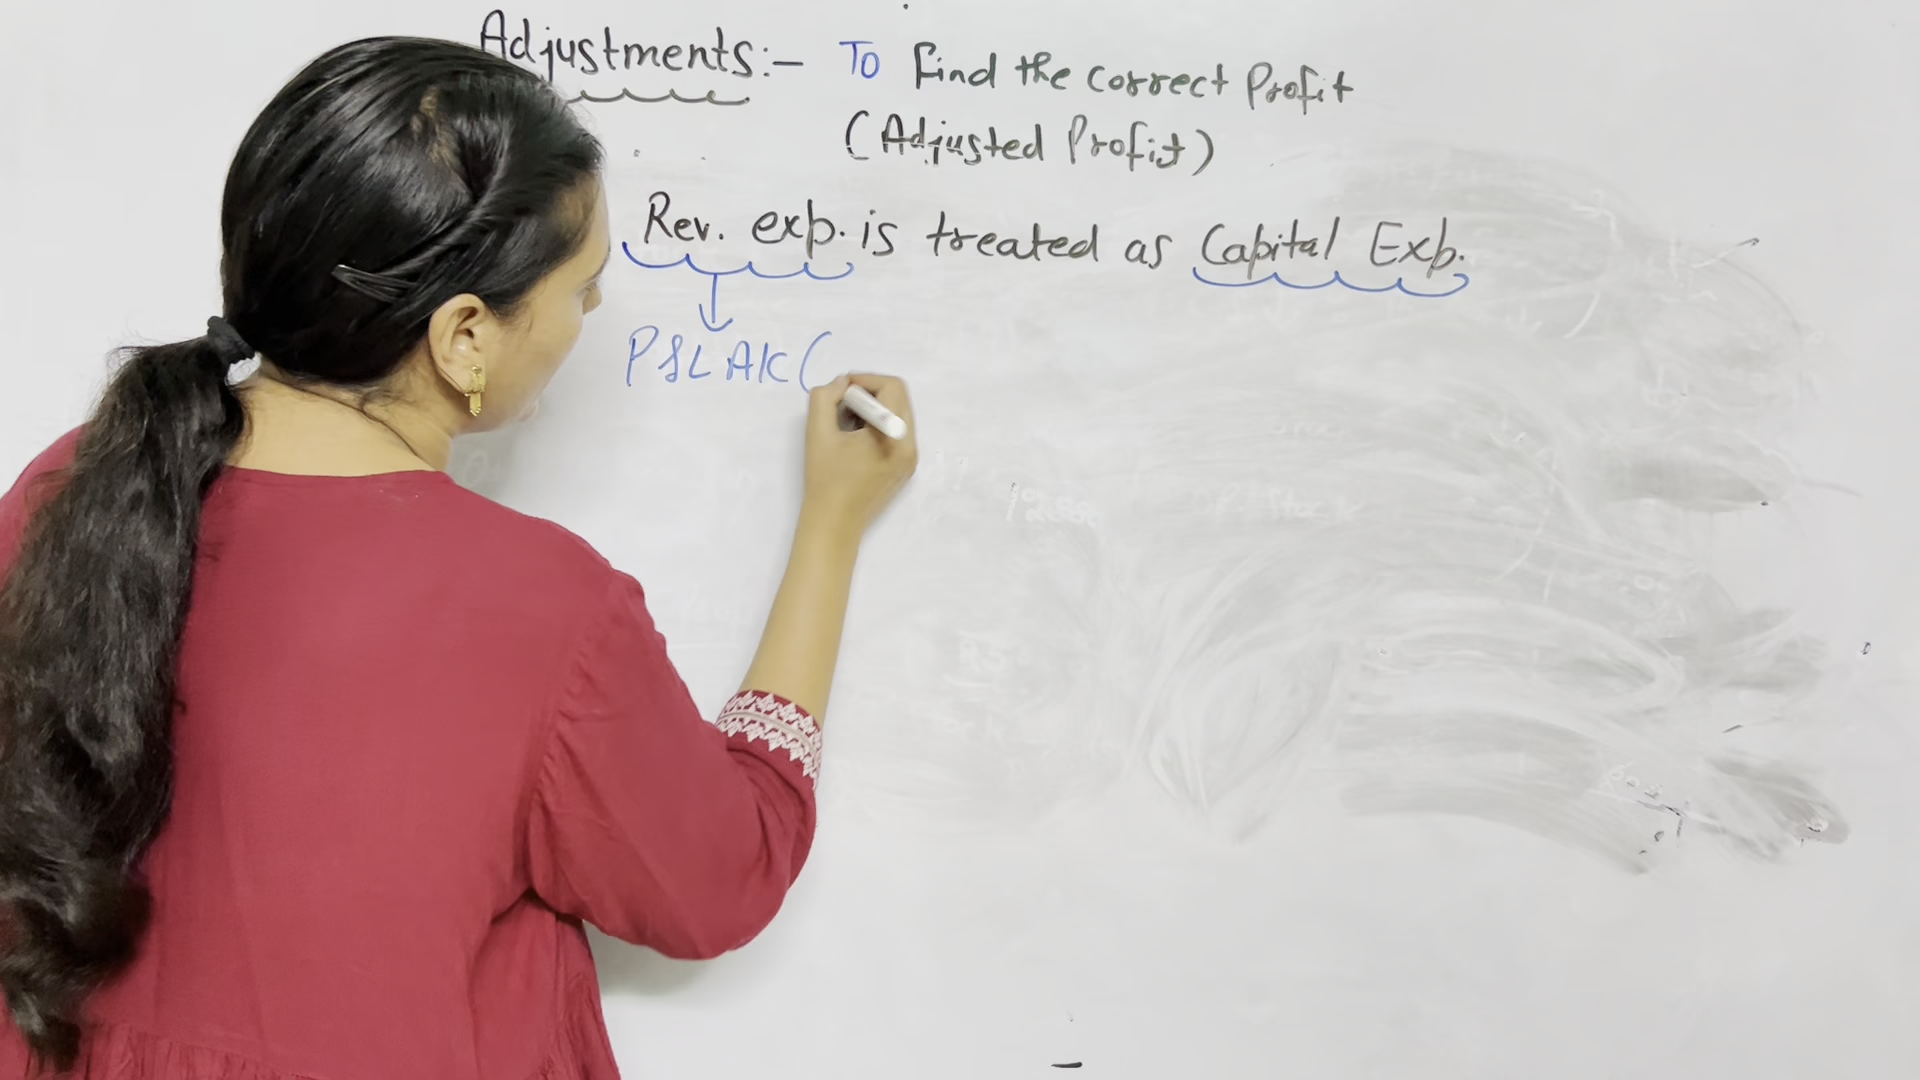 Adjustments:- To find the correct Profit
(Adjusted Profit)
Rev. exp. is treated as Capital Exp.
P&L A/c (